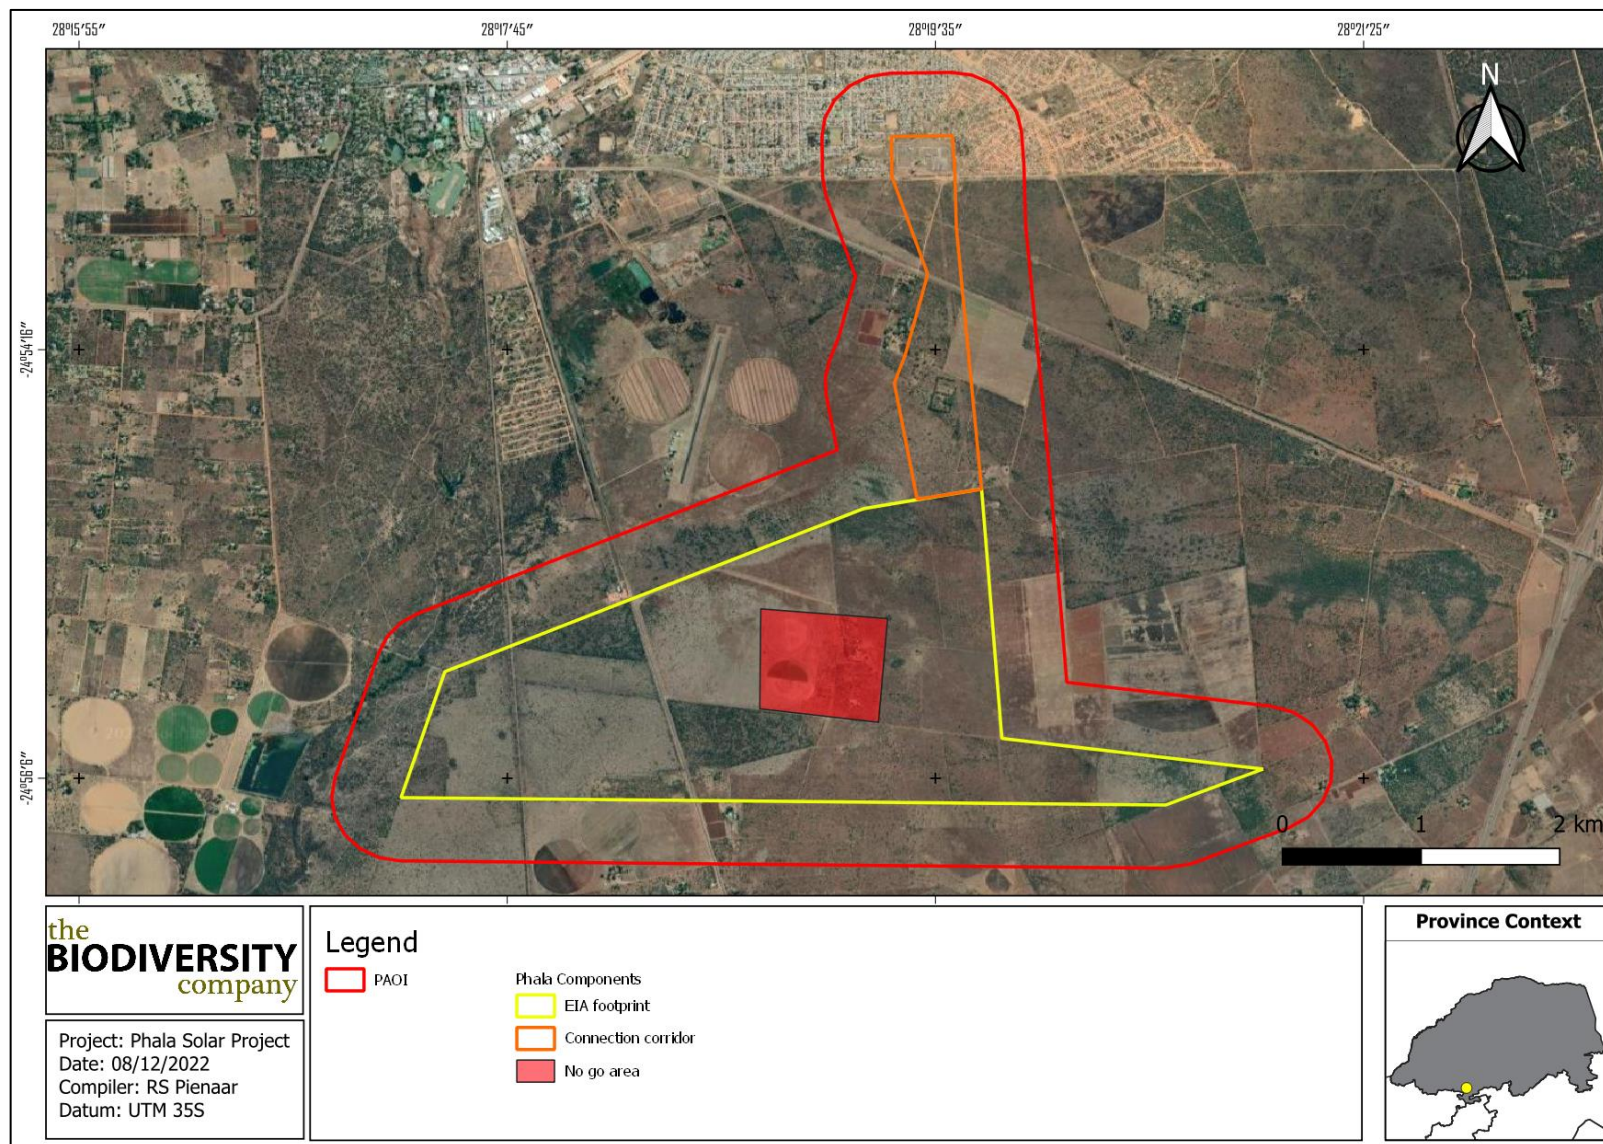 28°15′55″
28°17′45″
28°19′35″
28°21′25″
N
-24°54′16″
-24°56′6″
0 1 2 km
the
BIODIVERSITY
company
Project: Phala Solar Project
Date: 08/12/2022
Compiler: RS Pienaar
Datum: UTM 35S
Legend
PAOI
Phala Components
EIA footprint
Connection corridor
No go area
Province Context